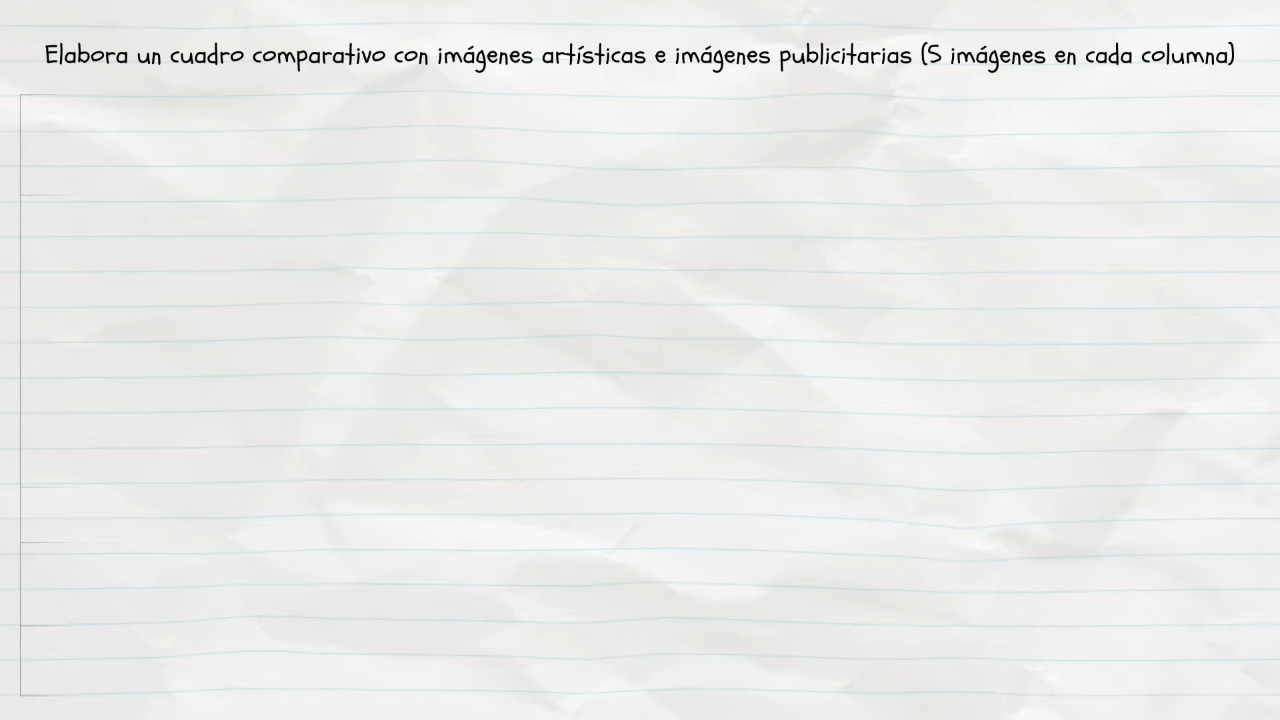 Elabora un cuadro comparativo con imágenes artísticas e imágenes publicitarias (5 imágenes en cada columna)